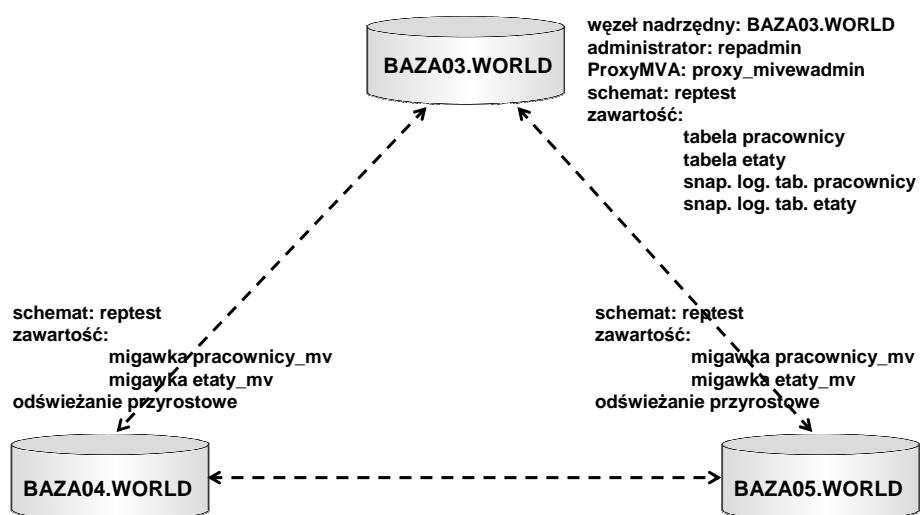 węzeł nadrzędny: BAZA03.WORLD
administrator: repadmin
ProxyMVA: proxy_mivewadmin
schemat: reptest
zawartość:
tabela pracownicy
tabela etaty
snap. log. tab. pracownicy
snap. log. tab. etaty
BAZA03.WORLD
schemat: reptest
zawartość:
migawka pracownicy_mv
migawka etaty_mv
odświeżanie przyrostowe
BAZA04.WORLD
schemat: reptest
zawartość:
migawka pracownicy_mv
migawka etaty_mv
odświeżanie przyrostowe
BAZA05.WORLD